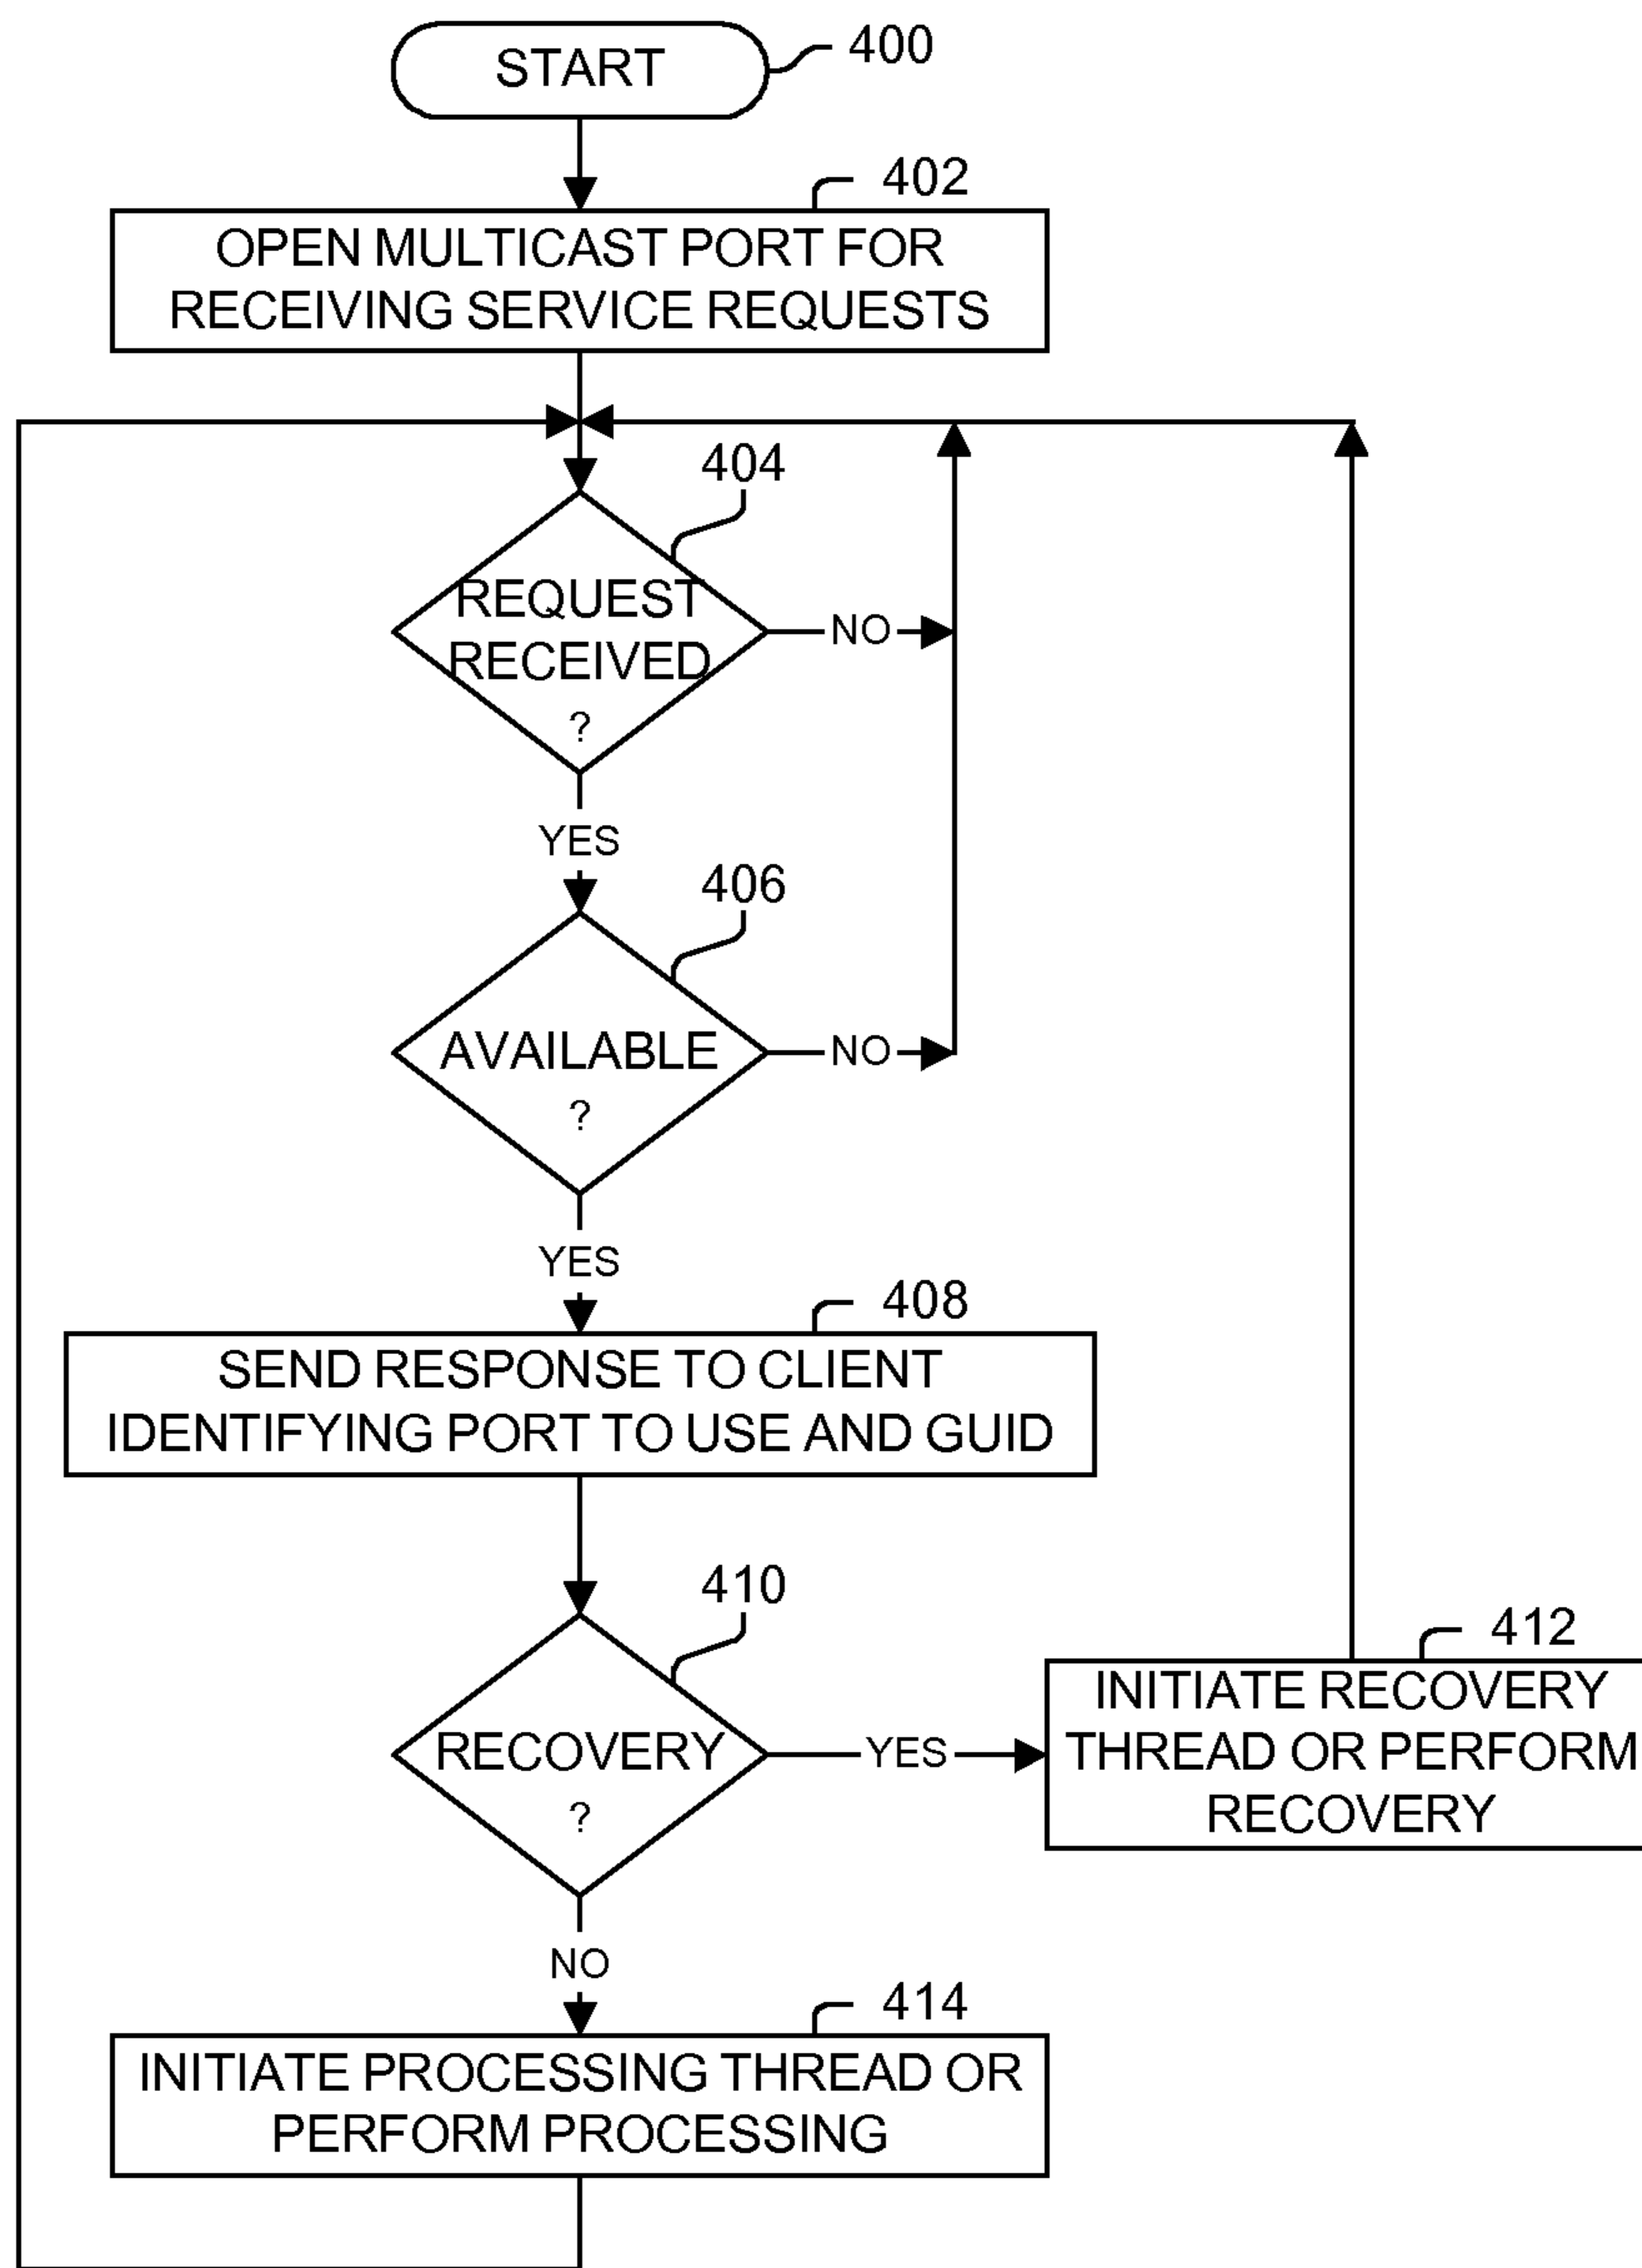 START
400
402
OPEN MULTICAST PORT FOR
RECEIVING SERVICE REQUESTS
404
REQUEST
RECEIVED
?
NO
YES
406
AVAILABLE
?
NO
YES
408
SEND RESPONSE TO CLIENT
IDENTIFYING PORT TO USE AND GUID
410
RECOVERY
?
YES
412
INITIATE RECOVERY
THREAD OR PERFORM
RECOVERY
NO
414
INITIATE PROCESSING THREAD OR
PERFORM PROCESSING